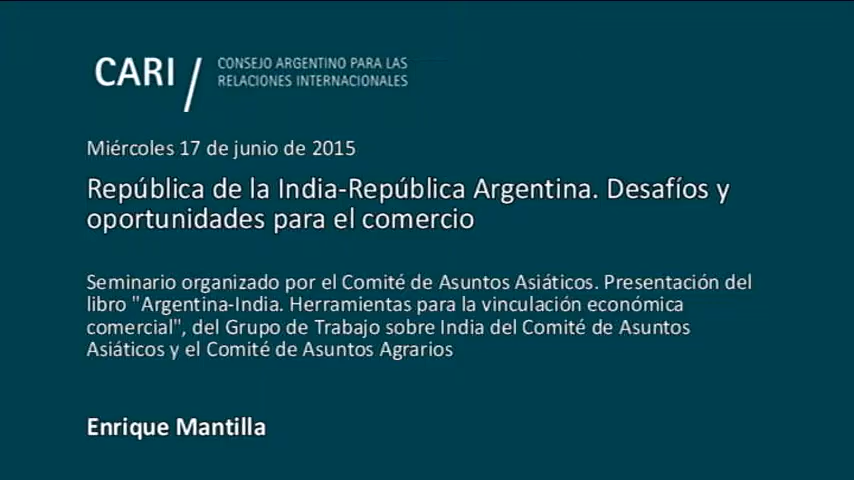 CARI / CONSEJO ARGENTINO PARA LAS
RELACIONES INTERNACIONALES
Miércoles 17 de junio de 2015
República de la India-República Argentina. Desafíos y
oportunidades para el comercio
Seminario organizado por el Comité de Asuntos Asiáticos. Presentación del
libro "Argentina-India. Herramientas para la vinculación económica
comercial", del Grupo de Trabajo sobre India del Comité de Asuntos
Asiáticos y el Comité de Asuntos Agrarios
Enrique Mantilla